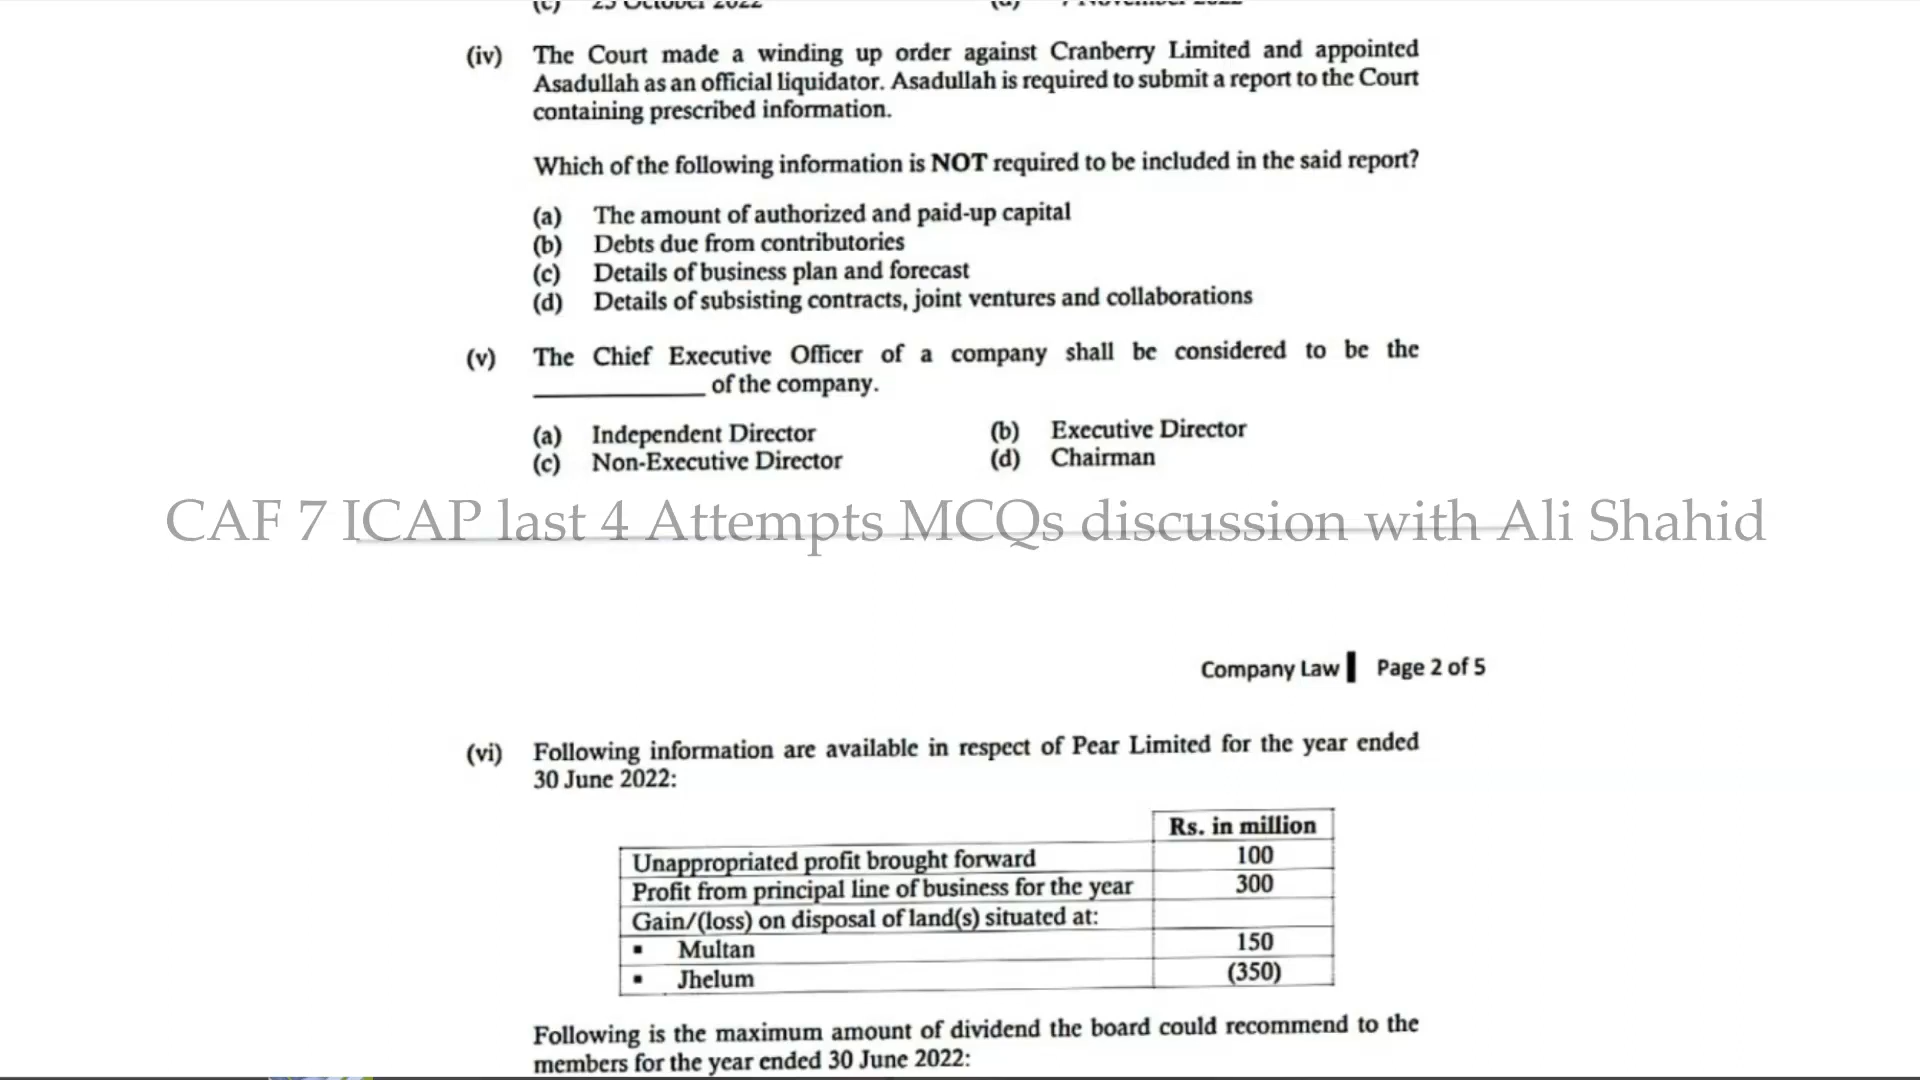 (c) 25 October 2022 (d) 7 November 2022
(iv) The Court made a winding up order against Cranberry Limited and appointed
Asadullah as an official liquidator. Asadullah is required to submit a report to the Court
containing prescribed information.
Which of the following information is NOT required to be included in the said report?
(a) The amount of authorized and paid-up capital
(b) Debts due from contributories
(c) Details of business plan and forecast
(d) Details of subsisting contracts, joint ventures and collaborations
(v) The Chief Executive Officer of a company shall be considered to be the
____________ of the company.
(a) Independent Director (b) Executive Director
(c) Non-Executive Director (d) Chairman
CAF 7 ICAP last 4 Attempts MCQs discussion with Ali Shahid
Company Law Page 2 of 5
(vi) Following information are available in respect of Pear Limited for the year ended
30 June 2022:
Rs. in million
Unappropriated profit brought forward 100
Profit from principal line of business for the year 300
Gain/(loss) on disposal of land(s) situated at:
▪ Multan 150
▪ Jhelum (350)
Following is the maximum amount of dividend the board could recommend to the
members for the year ended 30 June 2022: